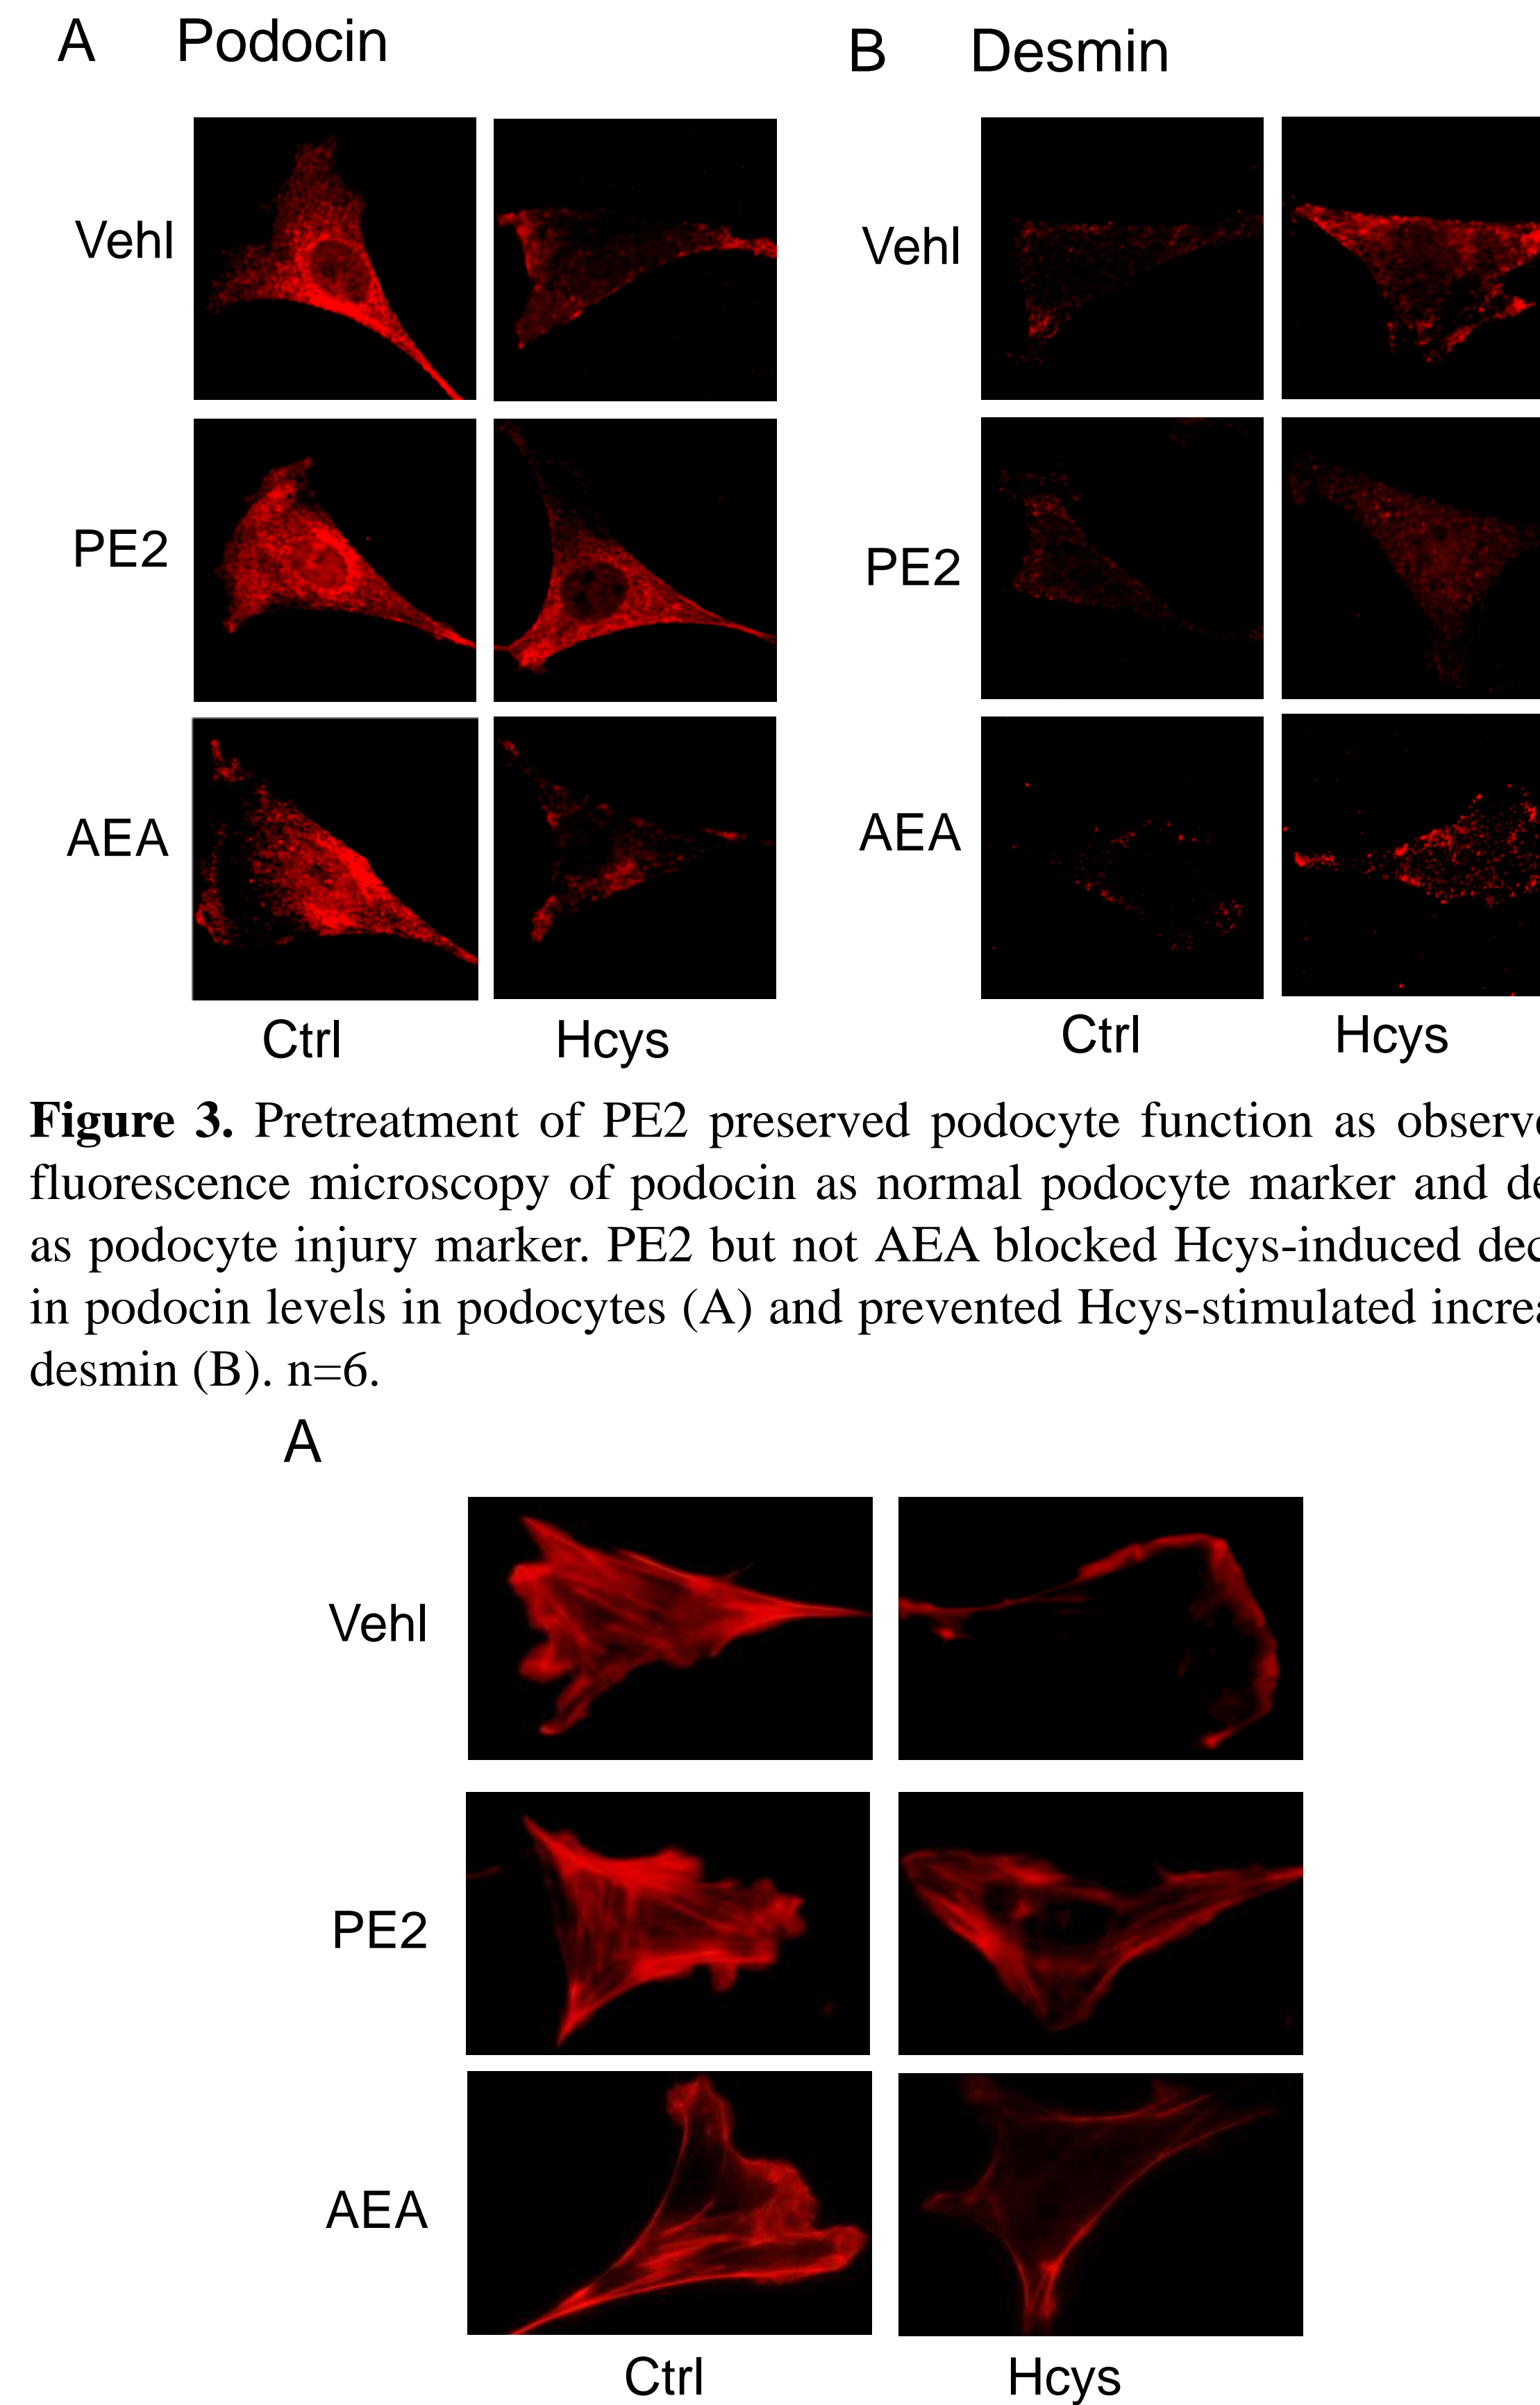 A Podocin
B Desmin
Vehl
Vehl
PE2
PE2
AEA
AEA
Ctrl Hcys
Ctrl Hcys
Figure 3. Pretreatment of PE2 preserved podocyte function as
fluorescence microscopy of podocin as normal podocyte marker and
as podocyte injury marker. PE2 but not AEA blocked Hcys-induced
in podocin levels in podocytes (A) and prevented Hcys-stimulated
desmin (B). n=6.
A
Vehl
PE2
AEA
Ctrl Hcys